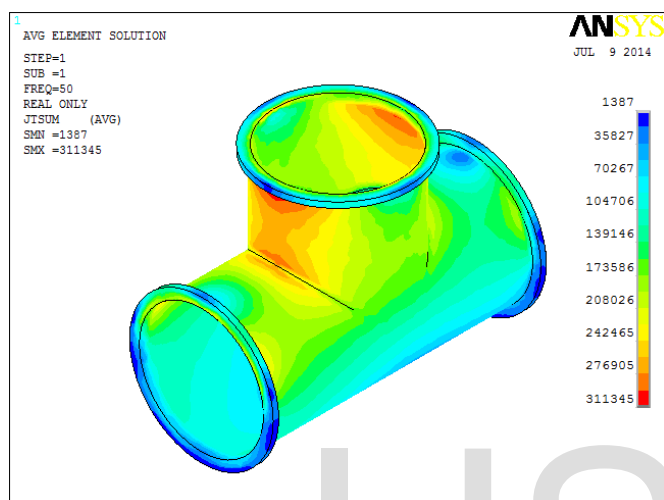 1
AVG ELEMENT SOLUTION
STEP=1
SUB =1
FREQ=50
REAL ONLY
JTSUM (AVG)
SMN =1387
SMX =311345
ANSYS
JUL 9 2014
1387
35827
70267
104706
139146
173586
208026
242465
276905
311345